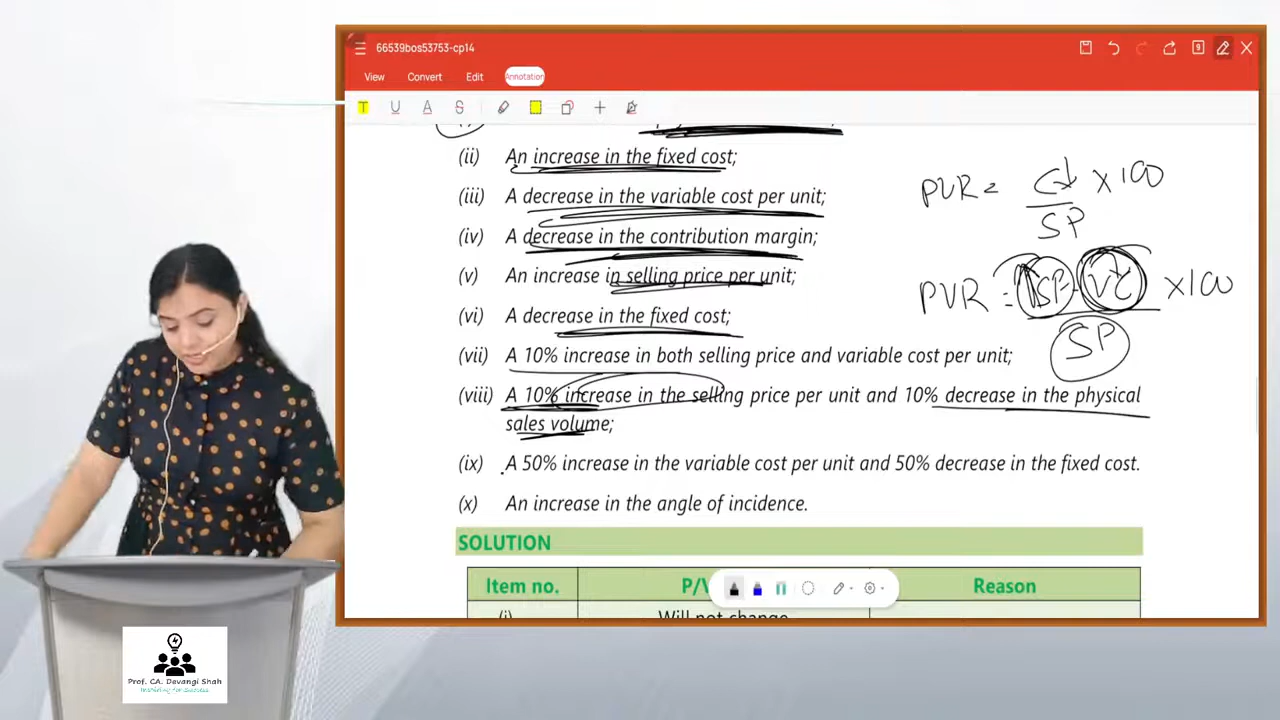 66539bos53753-cp14
View Convert Edit Annotation
T U A S
(ii) An increase in the fixed cost;
(iii) A decrease in the variable cost per unit;
(iv) A decrease in the contribution margin;
(v) An increase in selling price per unit;
(vi) A decrease in the fixed cost;
(vii) A 10% increase in both selling price and variable cost per unit;
(viii) A 10% increase in the selling price per unit and 10% decrease in the physical
sales volume;
(ix) A 50% increase in the variable cost per unit and 50% decrease in the fixed cost.
(x) An increase in the angle of incidence.
PVR = C × 100
SP
PVR = SP - VC × 100
SP
SOLUTION
Item no. P/V Reason
(i) Will not change
Prof. CA. Devangi Shah
Inspiring For Success